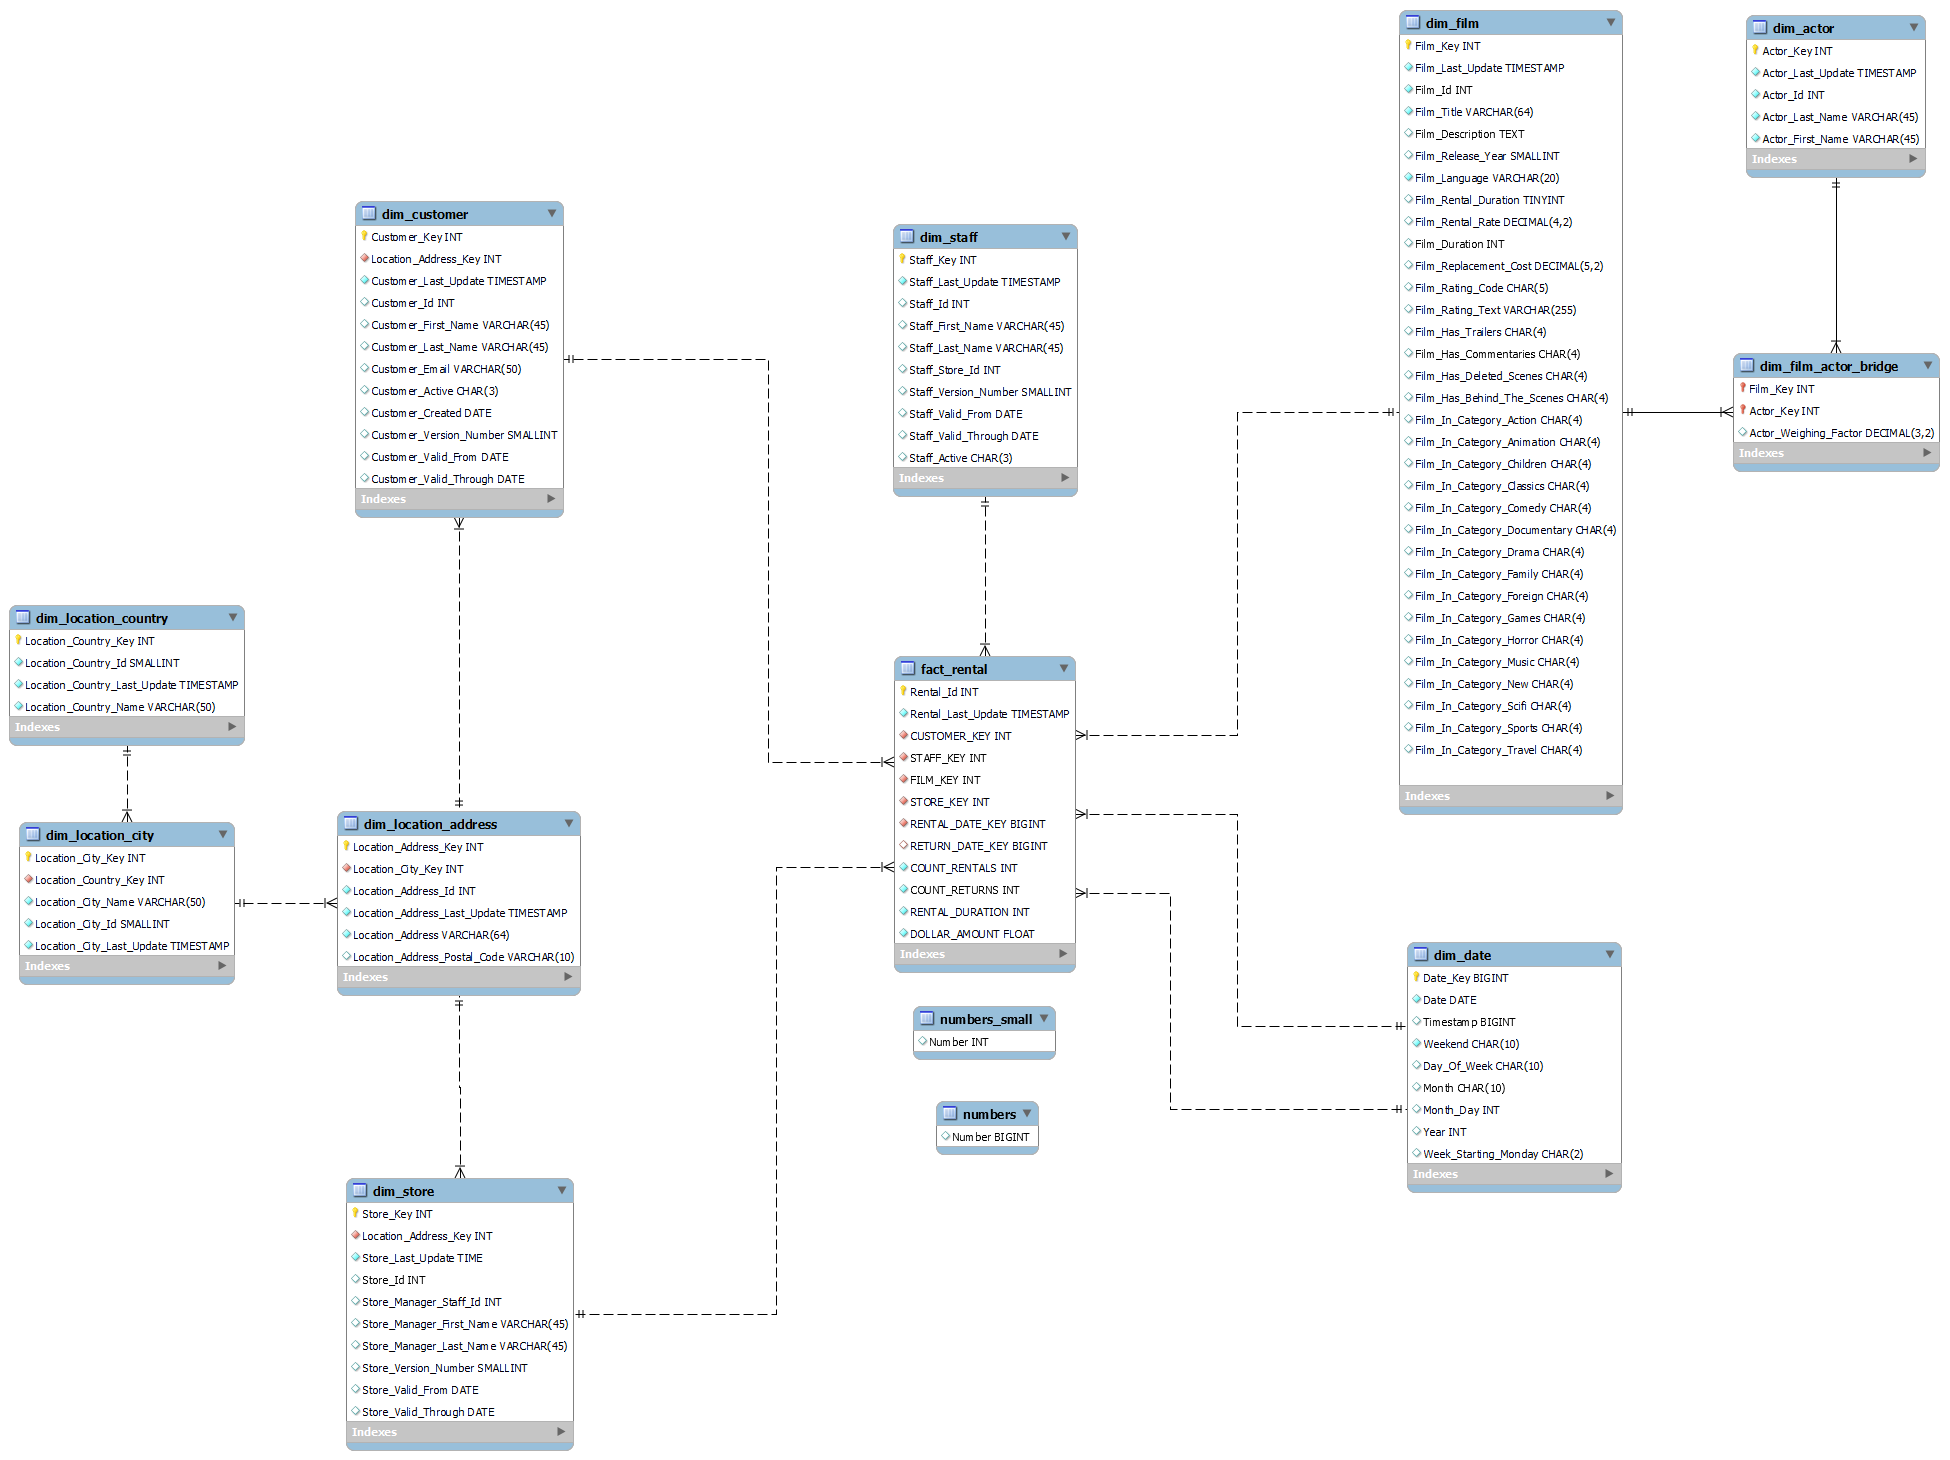 dim_film
Film_Key INT
Film_Last_Update TIMESTAMP
Film_Id INT
Film_Title VARCHAR(64)
Film_Description TEXT
Film_Release_Year SMALLINT
Film_Language VARCHAR(20)
Film_Rental_Duration TINYINT
Film_Rental_Rate DECIMAL(4,2)
Film_Duration INT
Film_Replacement_Cost DECIMAL(5,2)
Film_Rating_Code CHAR(5)
Film_Rating_Text VARCHAR(255)
Film_Has_Trailers CHAR(4)
Film_Has_Commentaries CHAR(4)
Film_Has_Deleted_Scenes CHAR(4)
Film_Has_Behind_The_Scenes CHAR(4)
Film_In_Category_Action CHAR(4)
Film_In_Category_Animation CHAR(4)
Film_In_Category_Children CHAR(4)
Film_In_Category_Classics CHAR(4)
Film_In_Category_Comedy CHAR(4)
Film_In_Category_Documentary CHAR(4)
Film_In_Category_Drama CHAR(4)
Film_In_Category_Family CHAR(4)
Film_In_Category_Foreign CHAR(4)
Film_In_Category_Games CHAR(4)
Film_In_Category_Horror CHAR(4)
Film_In_Category_Music CHAR(4)
Film_In_Category_New CHAR(4)
Film_In_Category_Scifi CHAR(4)
Film_In_Category_Sports CHAR(4)
Film_In_Category_Travel CHAR(4)
Indexes
dim_actor
Actor_Key INT
Actor_Last_Update TIMESTAMP
Actor_Id INT
Actor_Last_Name VARCHAR(45)
Actor_First_Name VARCHAR(45)
Indexes
dim_customer
Customer_Key INT
Location_Address_Key INT
Customer_Last_Update TIMESTAMP
Customer_Id INT
Customer_First_Name VARCHAR(45)
Customer_Last_Name VARCHAR(45)
Customer_Email VARCHAR(50)
Customer_Active CHAR(3)
Customer_Created DATE
Customer_Version_Number SMALLINT
Customer_Valid_From DATE
Customer_Valid_Through DATE
Indexes
dim_staff
Staff_Key INT
Staff_Last_Update TIMESTAMP
Staff_Id INT
Staff_First_Name VARCHAR(45)
Staff_Last_Name VARCHAR(45)
Staff_Store_Id INT
Staff_Version_Number SMALLINT
Staff_Valid_From DATE
Staff_Valid_Through DATE
Staff_Active CHAR(3)
Indexes
dim_film_actor_bridge
Film_Key INT
Actor_Key INT
Actor_Weighing_Factor DECIMAL(3,2)
Indexes
dim_location_country
Location_Country_Key INT
Location_Country_Id SMALLINT
Location_Country_Last_Update TIMESTAMP
Location_Country_Name VARCHAR(50)
Indexes
fact_rental
Rental_Id INT
Rental_Last_Update TIMESTAMP
CUSTOMER_KEY INT
STAFF_KEY INT
FILM_KEY INT
STORE_KEY INT
RENTAL_DATE_KEY BIGINT
RETURN_DATE_KEY BIGINT
COUNT_RENTALS INT
COUNT_RETURNS INT
RENTAL_DURATION INT
DOLLAR_AMOUNT FLOAT
Indexes
dim_location_city
Location_City_Key INT
Location_Country_Key INT
Location_City_Name VARCHAR(50)
Location_City_Id SMALLINT
Location_City_Last_Update TIMESTAMP
Indexes
dim_location_address
Location_Address_Key INT
Location_City_Key INT
Location_Address_Id INT
Location_Address_Last_Update TIMESTAMP
Location_Address VARCHAR(64)
Location_Address_Postal_Code VARCHAR(10)
Indexes
dim_date
Date_Key BIGINT
Date DATE
Timestamp BIGINT
Weekend CHAR(10)
Day_Of_Week CHAR(10)
Month CHAR(10)
Month_Day INT
Year INT
Week_Starting_Monday CHAR(2)
Indexes
numbers_small
Number INT
numbers
Number BIGINT
dim_store
Store_Key INT
Location_Address_Key INT
Store_Last_Update TIME
Store_Id INT
Store_Manager_Staff_Id INT
Store_Manager_First_Name VARCHAR(45)
Store_Manager_Last_Name VARCHAR(45)
Store_Version_Number SMALLINT
Store_Valid_From DATE
Store_Valid_Through DATE
Indexes